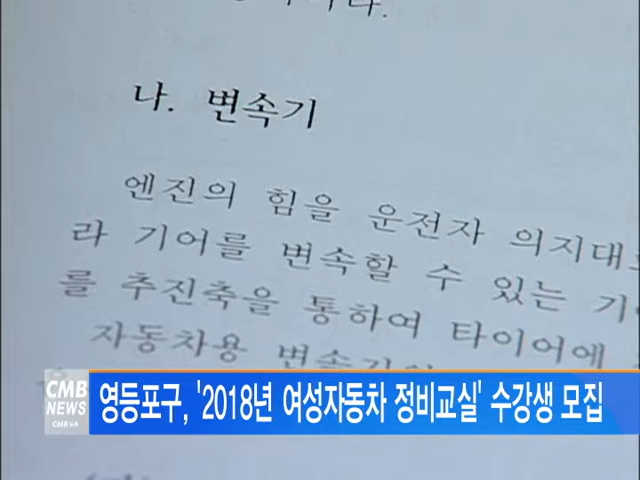 나. 변속기
엔진의 힘을 운전자 의지대로
라 기어를 변속할 수 있는
를 추진축을 통하여 타이어에
자동차용
CMB
NEWS
영등포구, '2018년 여성자동차 정비교실' 수강생 모집